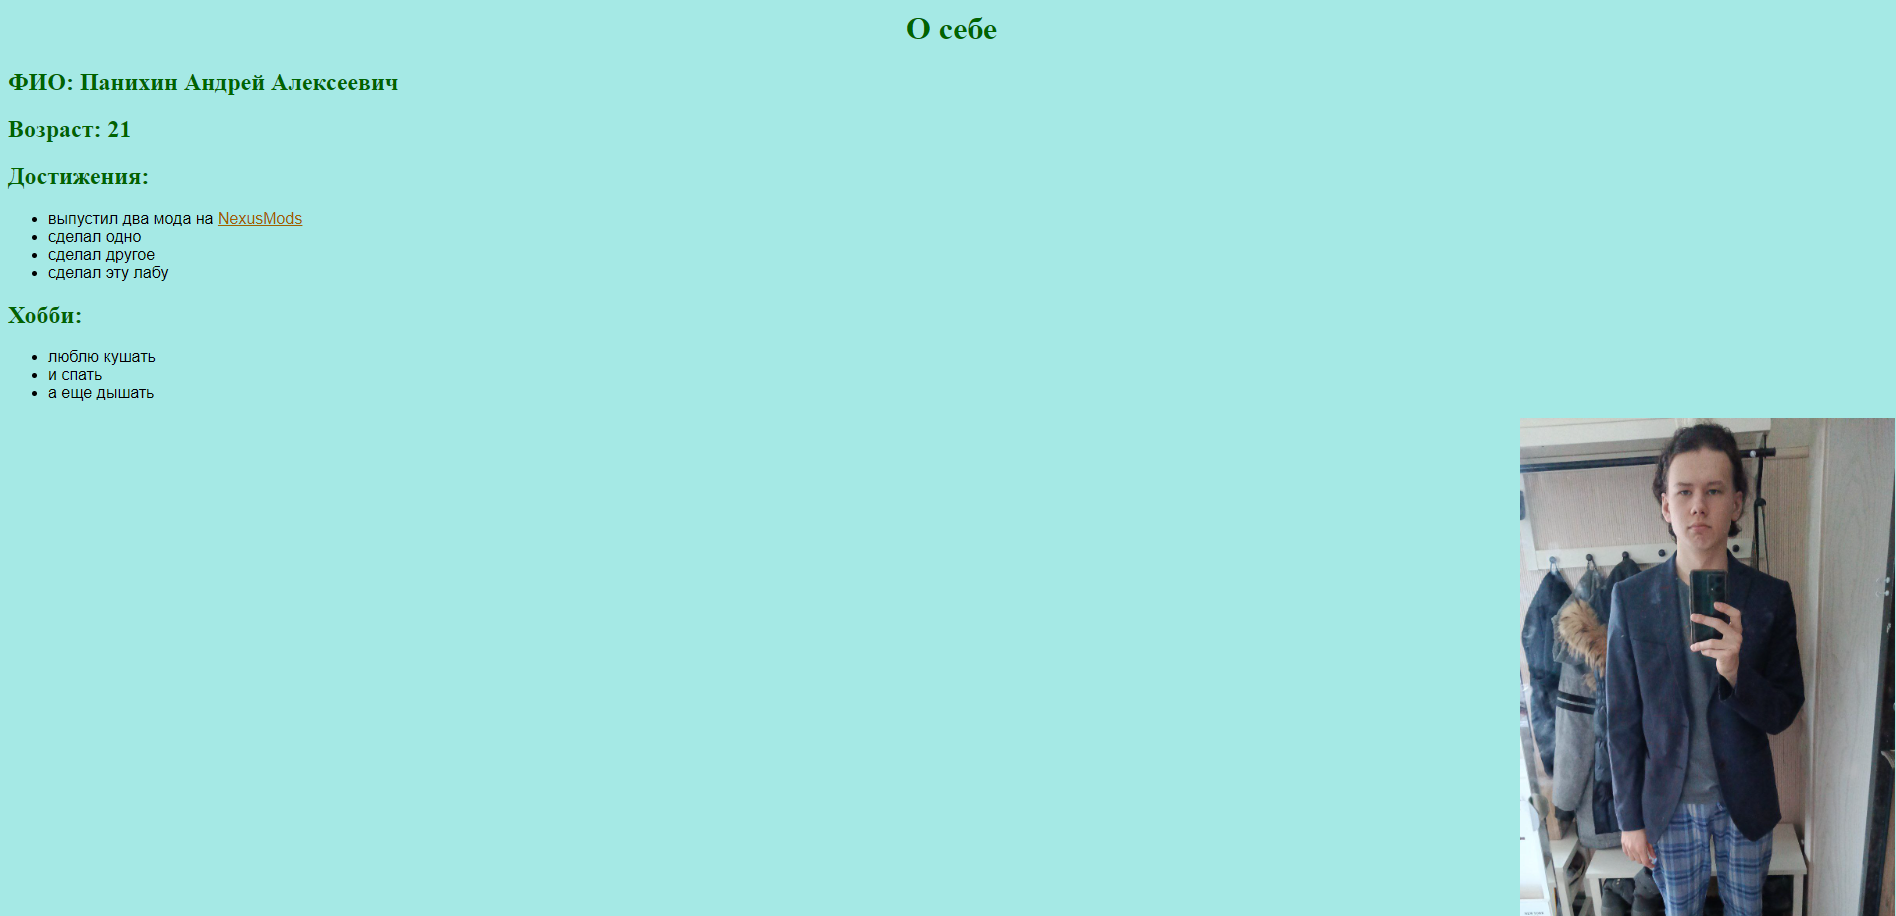 О себе
ФИО: Панихин Андрей Алексеевич
Возраст: 21
Достижения:
выпустил два мода на NexusMods
сделал одно
сделал другое
сделал эту лабу
Хобби:
люблю кушать
и спать
а еще дышать